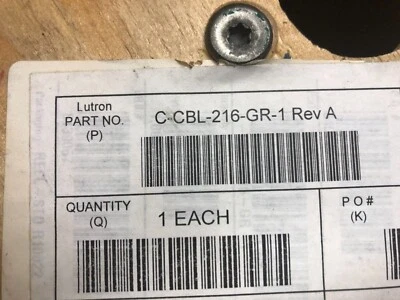 Lutron
PART NO.
(P)
C-CBL-216-GR-1 Rev A
QUANTITY
(Q)
1 EACH
P O #
(K)